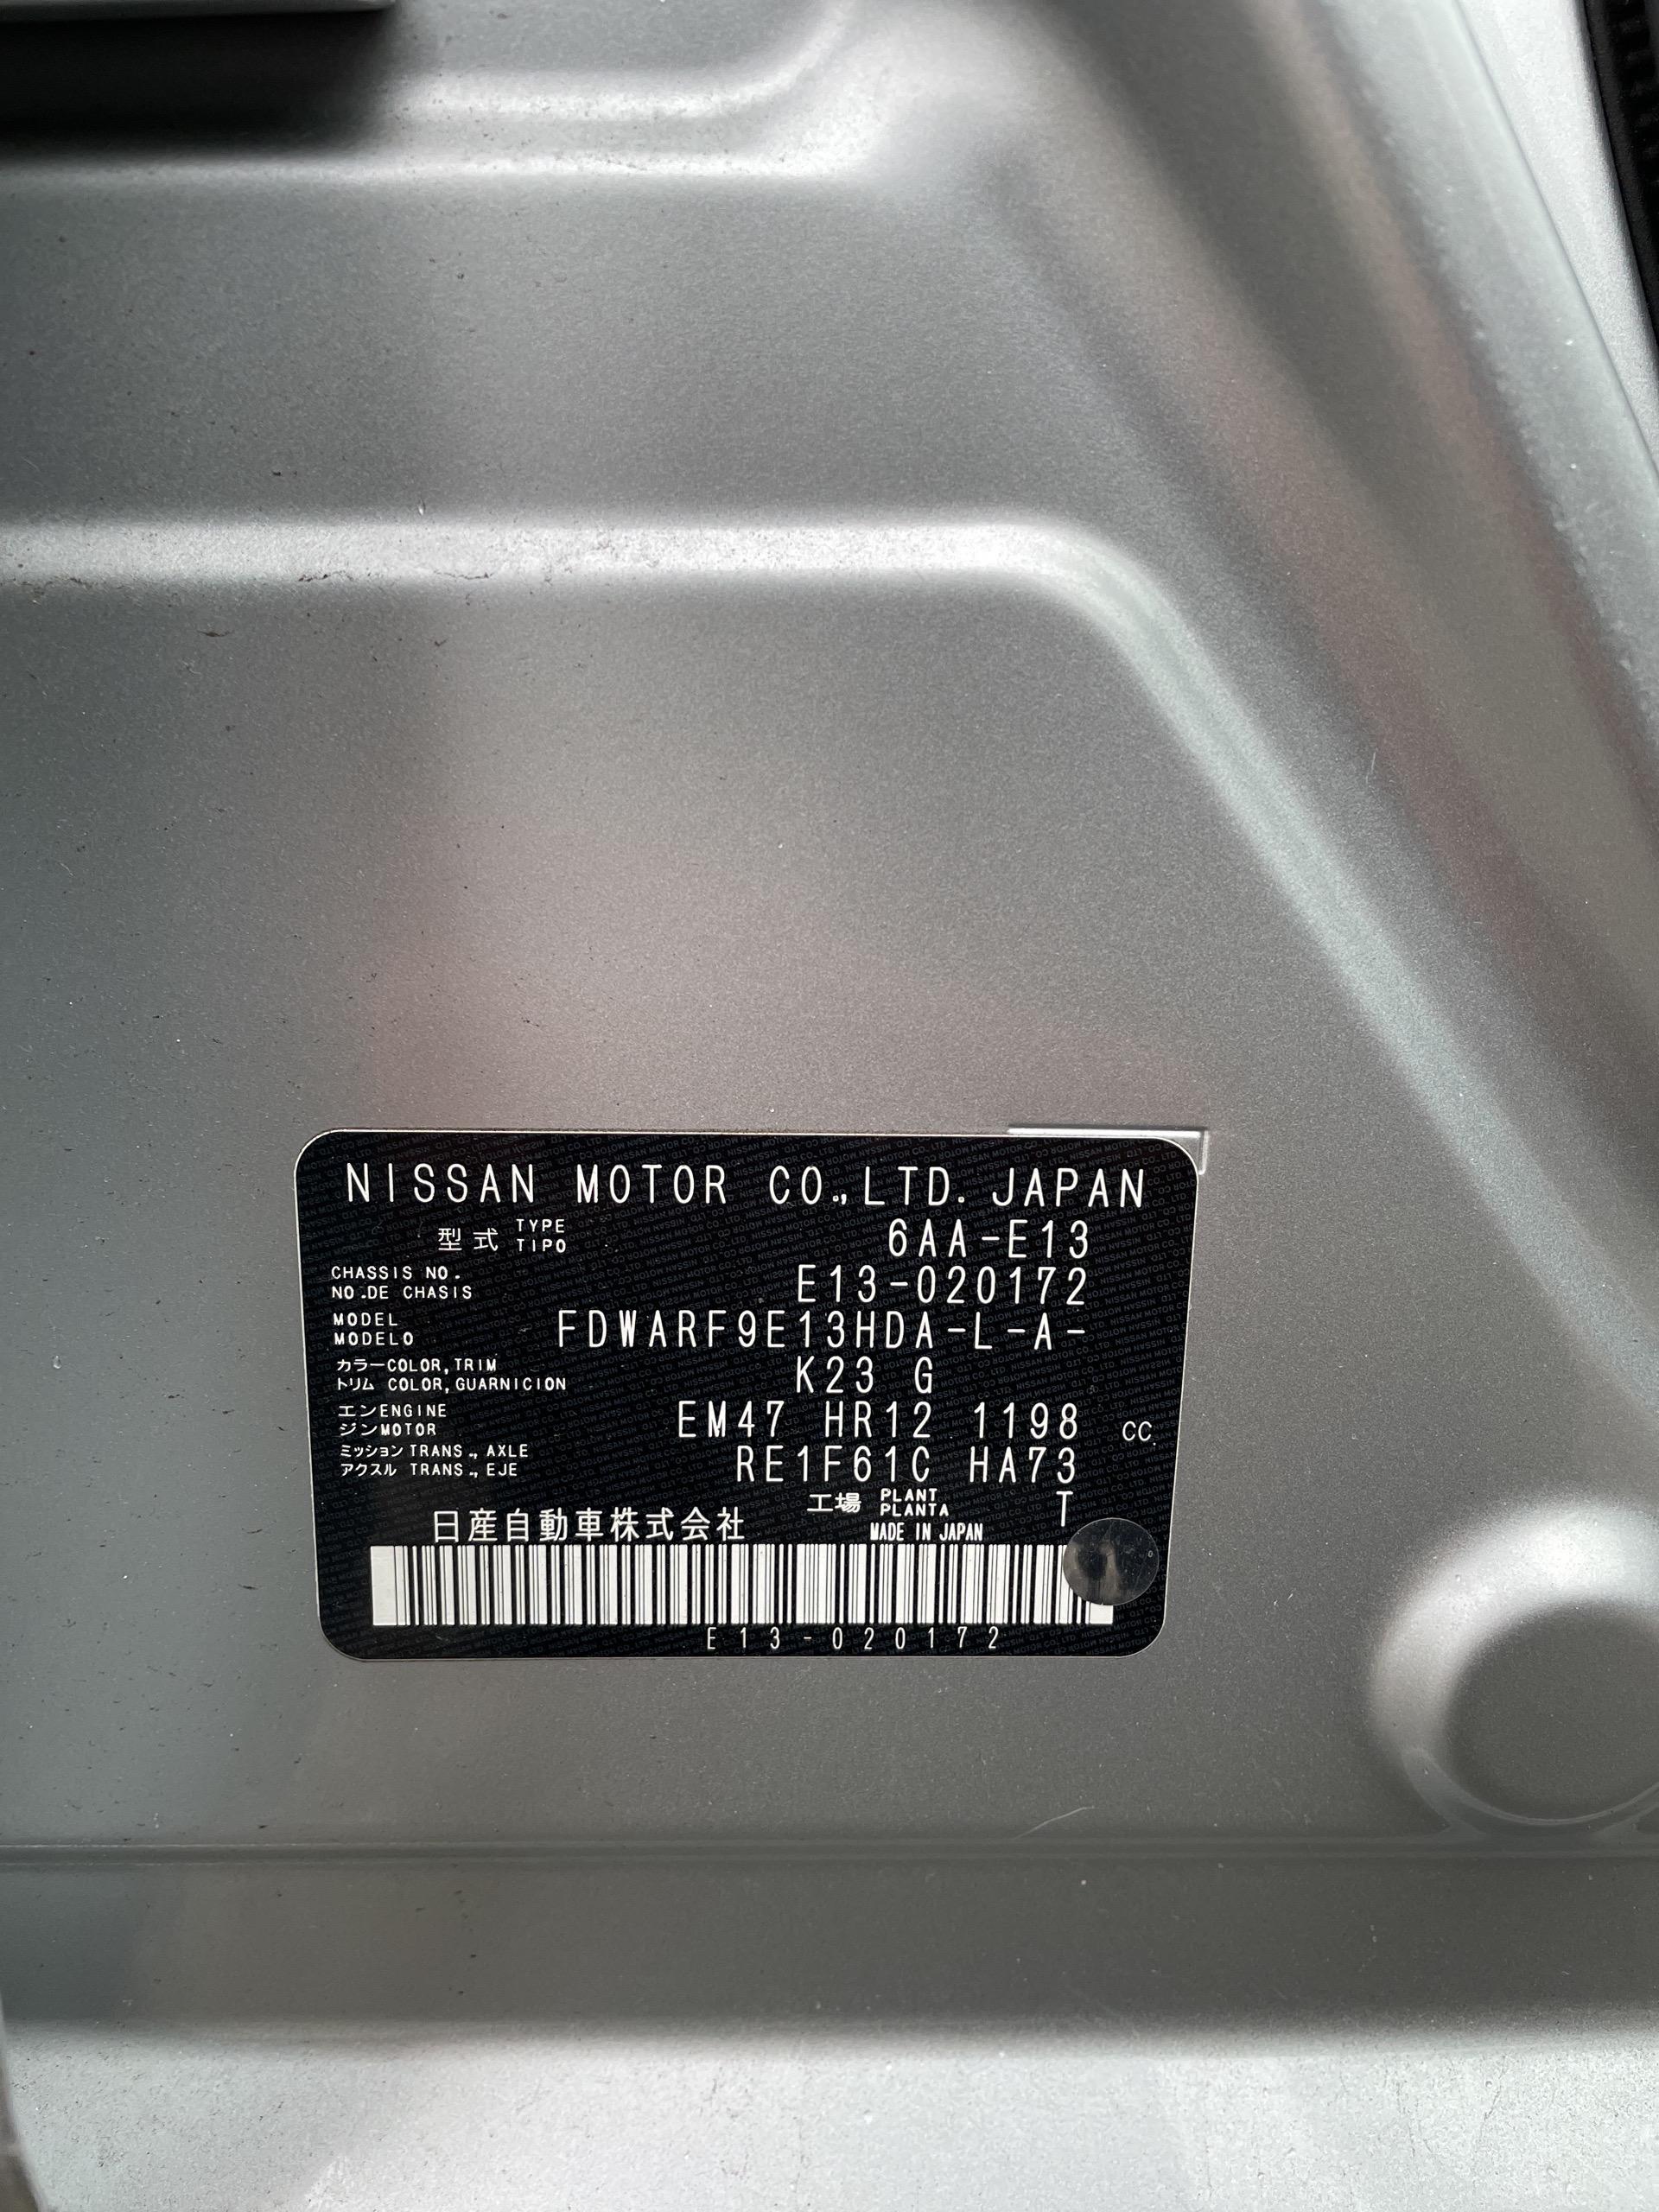 NISSAN MOTOR CO.,LTD. JAPAN
型式 TYPE TIPO 6AA-E13
CHASSIS NO. NO.DE CHASIS E13-020172
MODEL MODELO FDWARF9E13HDA-L-A-
カラー COLOR,TRIM トリム COLOR,GUARNICION K23 G
エンジン ENGINE MOTOR EM47 HR12 1198 CC
ミッション TRANS., AXLE アクスル TRANS., EJE RE1F61C HA73
工場 PLANT PLANTA T
日産自動車株式会社 MADE IN JAPAN
E13-020172